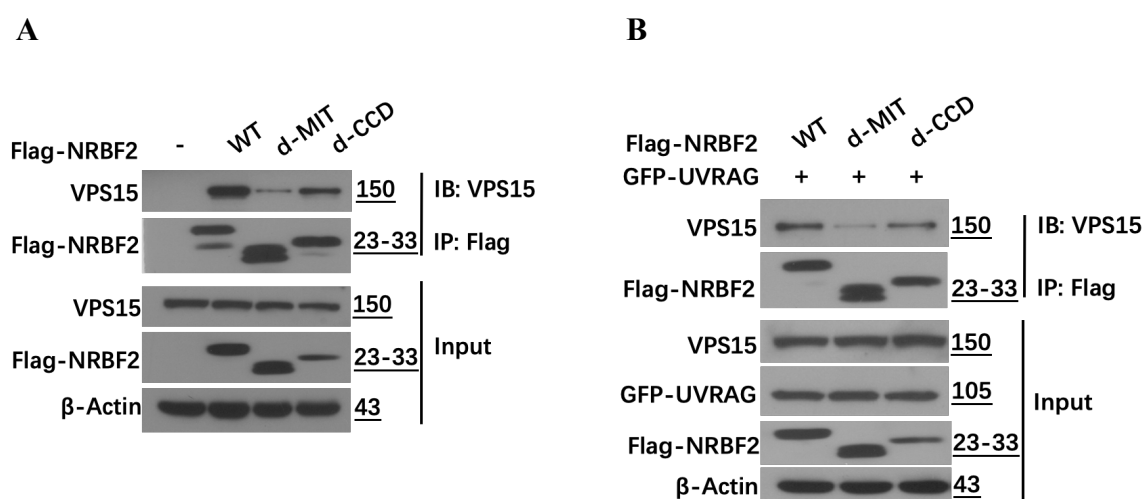 A
Flag-NRBF2 - WT d-MIT d-CCD
VPS15 150 IB: VPS15
Flag-NRBF2 23-33 IP: Flag
VPS15 150
Flag-NRBF2 23-33 Input
β-Actin 43
B
Flag-NRBF2 WT d-MIT d-CCD
GFP-UVRAG + + +
VPS15 150 IB: VPS15
Flag-NRBF2 23-33 IP: Flag
VPS15 150
GFP-UVRAG 105 Input
Flag-NRBF2 23-33
β-Actin 43